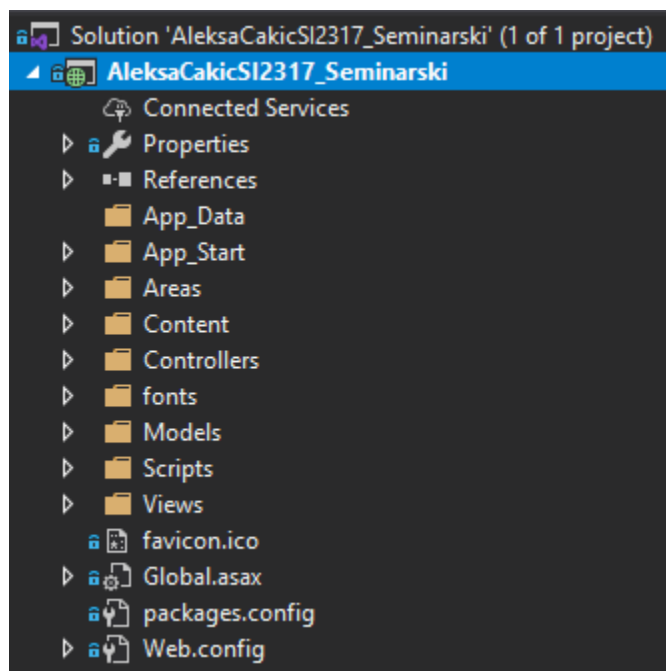 Solution 'AleksaCakicSI2317_Seminarski' (1 of 1 project)
AleksaCakicSI2317_Seminarski
Connected Services
Properties
References
App_Data
App_Start
Areas
Content
Controllers
fonts
Models
Scripts
Views
favicon.ico
Global.asax
packages.config
Web.config